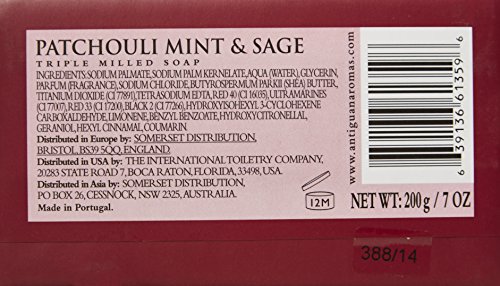 PATCHOULI MINT & SAGE
TRIPLE MILLED SOAP
INGREDIENTS: SODIUM PALMATE, SODIUM PALM KERNELATE, AQUA (WATER), GLYCERIN,
PARFUM (FRAGRANCE), SODIUM CHLORIDE, BUTYROSPERMUM PARKII (SHEA) BUTTER,
TITANIUM DIOXIDE (CI 77891), TETRASODIUM EDTA, RED 40 (CI 16035), ULTRAMARINES
(CI 77007), RED 33 (CI 17200), BLACK 2 (CI 77266), HYDROXYISOHEXYL 3-CYCLOHEXENE
CARBOXALDEHYDE, LIMONENE, BENZYL BENZOATE, HYDROXYCITRONELLAL,
GERANIOL, HEXYL CINNAMAL, COUMARIN
Distributed in Europe by: SOMERSET DISTRIBUTION,
BRISTOL, BS39 5QQ, ENGLAND
Distributed in USA by: THE INTERNATIONAL TOILETRY COMPANY,
20283 STATE ROAD 7, BOCA RATON, FLORIDA, 33498, USA.
Distributed in Asia by: SOMERSET DISTRIBUTION,
PO BOX 26, CESSNOCK, NSW 2325, AUSTRALIA
Made in Portugal.
12M
www.antiguanaromas.com
6 39136 61359 6
NET WT: 200 g / 7 OZ
388/14